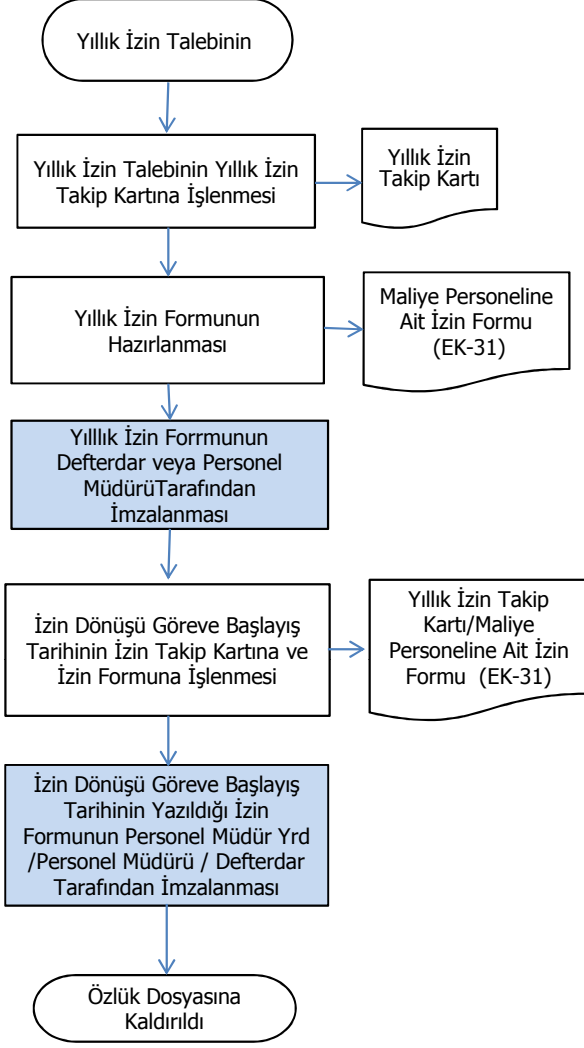 Yıllık İzin Talebinin
Yıllık İzin Talebinin Yıllık İzin
Takip Kartına İşlenmesi
Yıllık İzin
Takip Kartı
Yıllık İzin Formunun
Hazırlanması
Maliye Personeline
Ait İzin Formu
(EK-31)
Yılllık İzin Forrmunun
Defterdar veya Personel
MüdürüTarafından
İmzalanması
İzin Dönüşü Göreve Başlayış
Tarihinin İzin Takip Kartına ve
İzin Formuna İşlenmesi
Yıllık İzin Takip
Kartı/Maliye
Personeline Ait İzin
Formu (EK-31)
İzin Dönüşü Göreve Başlayış
Tarihinin Yazıldığı İzin
Formunun Personel Müdür Yrd
/Personel Müdürü / Defterdar
Tarafından İmzalanması
Özlük Dosyasına
Kaldırıldı